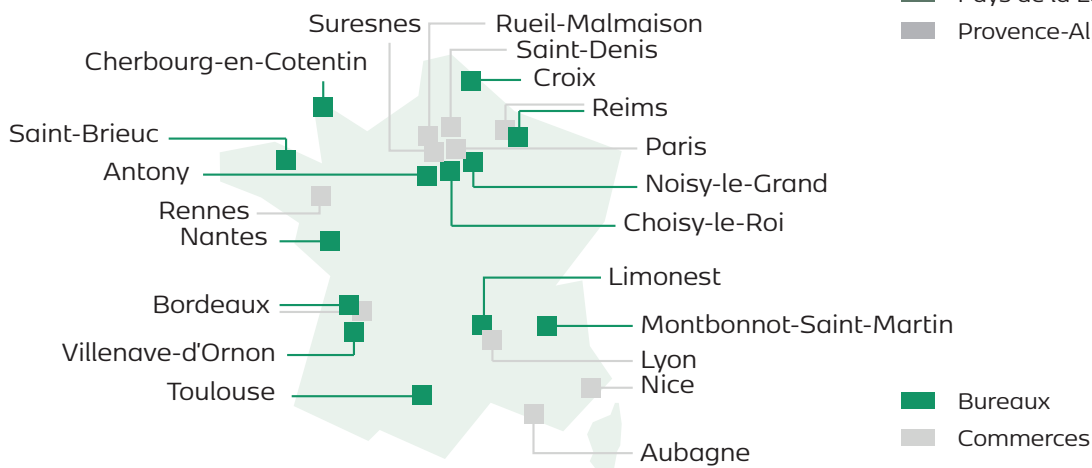 Suresnes
Rueil-Malmaison
Saint-Denis
Cherbourg-en-Cotentin
Croix
Reims
Saint-Brieuc
Paris
Antony
Noisy-le-Grand
Rennes
Choisy-le-Roi
Nantes
Limonest
Bordeaux
Montbonnot-Saint-Martin
Villenave-d'Ornon
Lyon
Toulouse
Nice
Aubagne
Provence-Al
Bureaux
Commerces